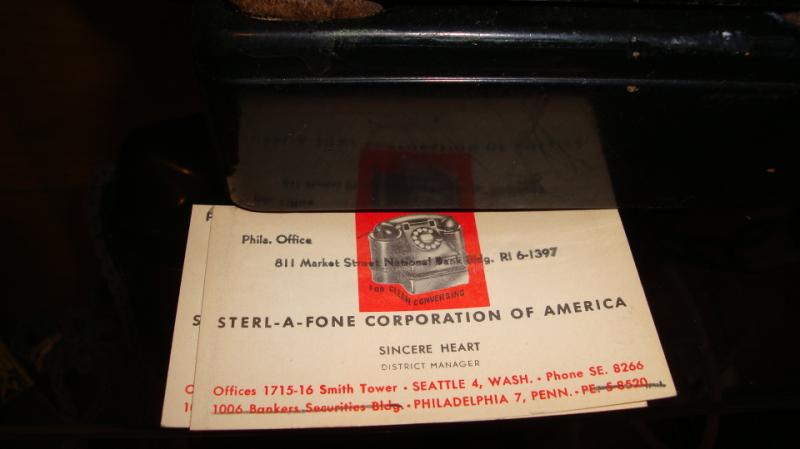 Phila. Office
811 Market Street National Bank Bldg. RI 6-1397
FOR CLEAN CONVERSING
STERL-A-FONE CORPORATION OF AMERICA
SINCERE HEART
DISTRICT MANAGER
Offices 1715-16 Smith Tower • SEATTLE 4, WASH. • Phone SE. 8266
1006 Bankers Securities Bldg. • PHILADELPHIA 7, PENN. • PE. 5-8520